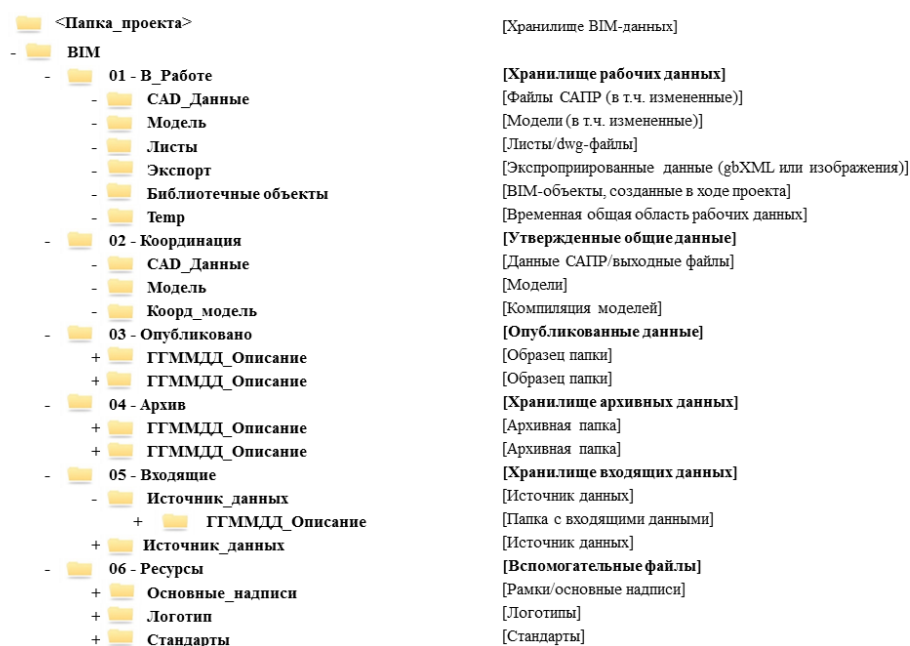 <Папка_проекта> [Хранилище BIM-данных]
- BIM
- 01 - В_Работе [Хранилище рабочих данных]
- CAD_Данные [Файлы САПР (в т.ч. измененные)]
- Модель [Модели (в т.ч. измененные)]
- Листы [Листы/dwg-файлы]
- Экспорт [Экспроприированные данные (gbXML или изображения)]
- Библиотечные объекты [BIM-объекты, созданные в ходе проекта]
- Temp [Временная общая область рабочих данных]
- 02 - Координация [Утвержденные общие данные]
- CAD_Данные [Данные САПР/выходные файлы]
- Модель [Модели]
- Коорд_модель [Компиляция моделей]
- 03 - Опубликовано [Опубликованные данные]
+ ГГММДД_Описание [Образец папки]
+ ГГММДД_Описание [Образец папки]
- 04 - Архив [Хранилище архивных данных]
+ ГГММДД_Описание [Архивная папка]
+ ГГММДД_Описание [Архивная папка]
- 05 - Входящие [Хранилище входящих данных]
- Источник_данных [Источник данных]
+ ГГММДД_Описание [Папка с входящими данными]
+ Источник_данных [Источник данных]
- 06 - Ресурсы [Вспомогательные файлы]
+ Основные_надписи [Рамки/основные надписи]
+ Логотип [Логотипы]
+ Стандарты [Стандарты]